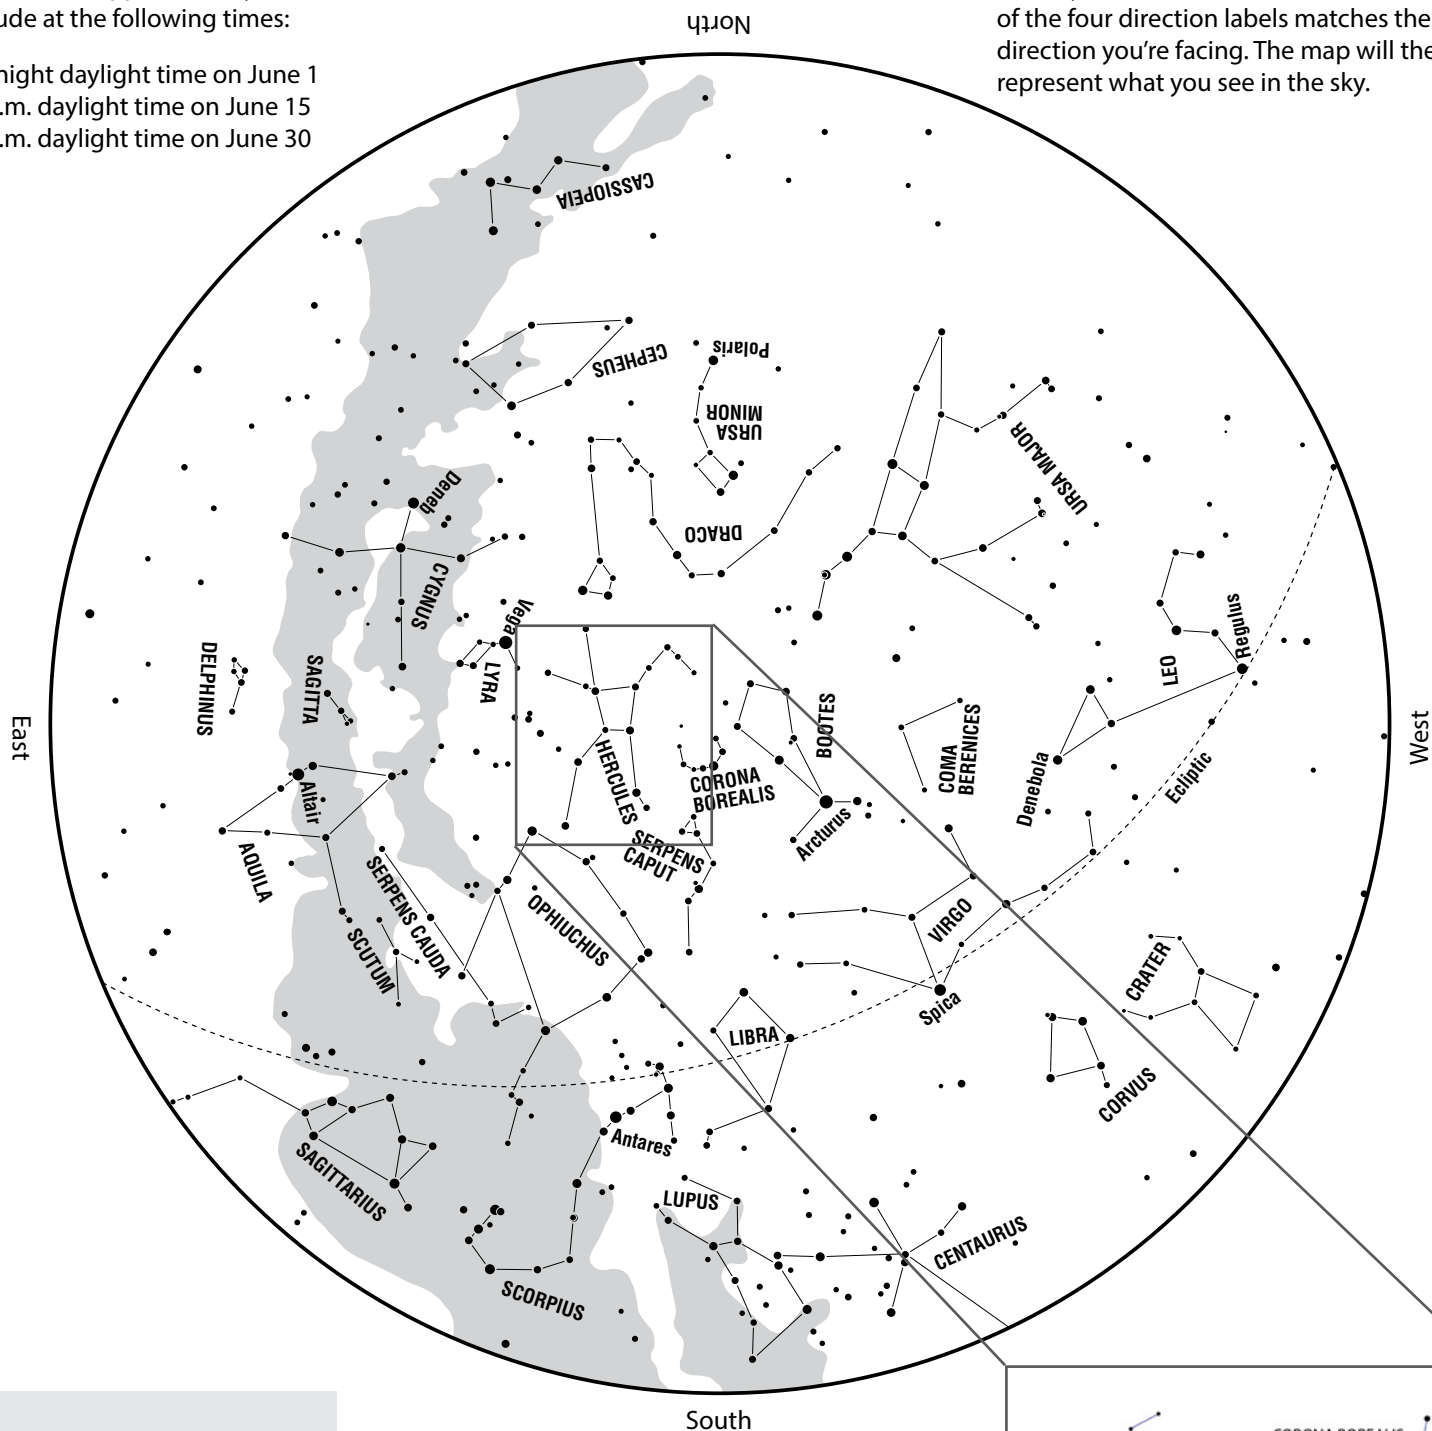 ude at the following times:
night daylight time on June 1
.m. daylight time on June 15
.m. daylight time on June 30
North
of the four direction labels matches the
direction you're facing. The map will the
represent what you see in the sky.
CASSIOPEIA
CEPHEUS
Polaris
URSA
MINOR
URSA MAJOR
Deneb
DRACO
CYGNUS
Vega
LYRA
DELPHINUS
SAGITTA
HERCULES
CORONA
BOREALIS
BOOTES
COMA
BERENICES
LEO
Regulus
Denebola
Ecliptic
East
West
Altair
AQUILA
SERPENS
CAPUT
Arcturus
SERPENS CAUDA
SCUTUM
OPHIUCHUS
VIRGO
Spica
CRATER
LIBRA
CORVUS
Antares
SAGITTARIUS
LUPUS
CENTAURUS
SCORPIUS
South